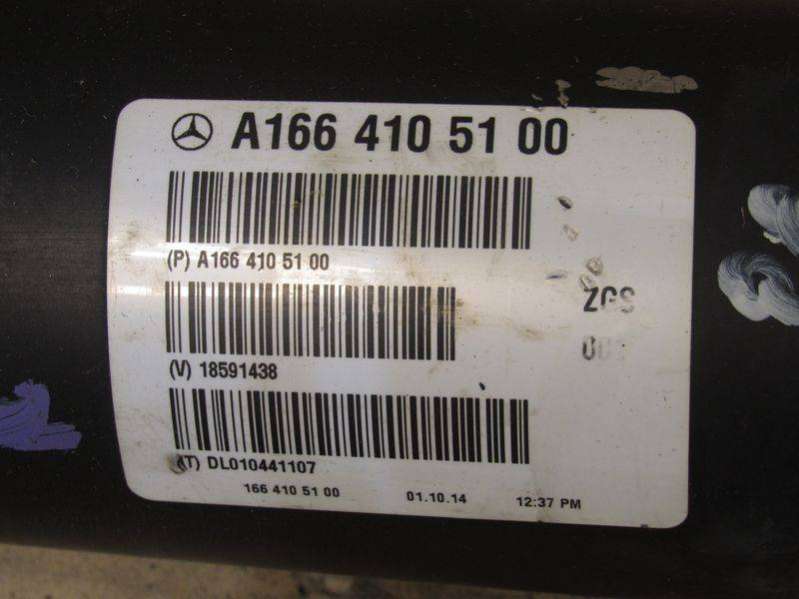 A166 410 51 00
(P) A166 410 51 00
ZGS
(V) 18591438
(T) DL010441107
166 410 51 00 01.10.14 12:37 PM